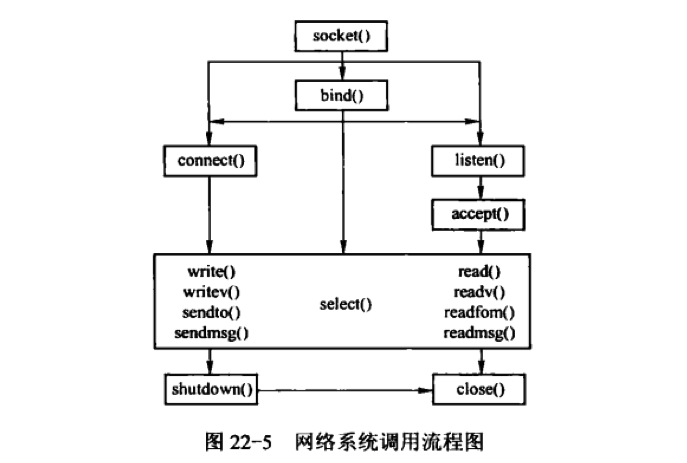 socket()
bind()
connect()
listen()
accept()
write()
writev()
sendto()
sendmsg()
select()
read()
readv()
readfom()
readmsg()
shutdown()
close()
图 22-5 网络系统调用流程图